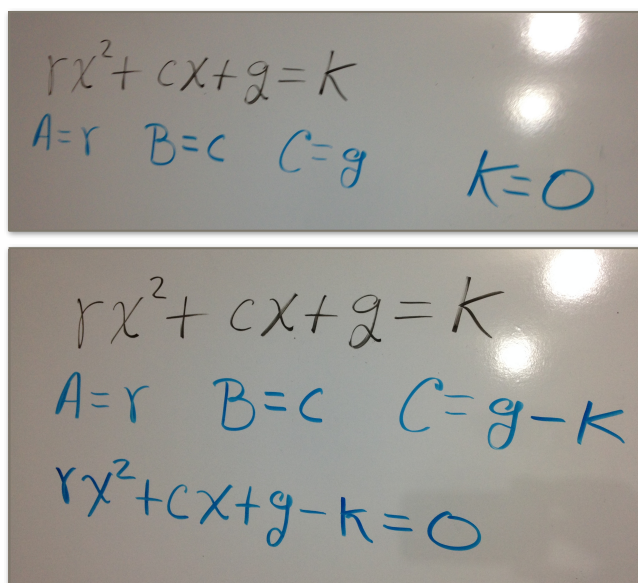 rx²+cx+g=k
A=r B=c C=g K=0
rx²+cx+g=k
A=r B=c C=g-k
rx²+cx+g-k=0